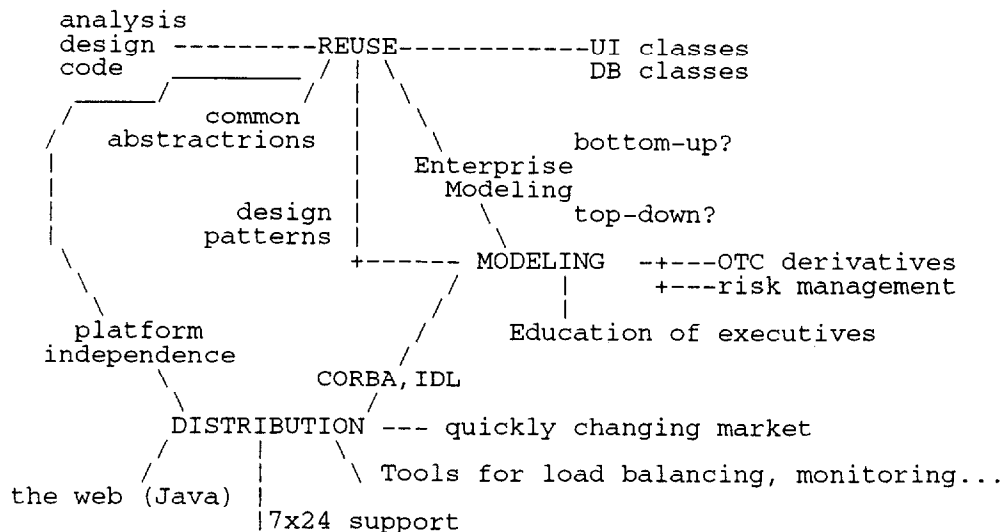 analysis
design REUSE UI classes
code DB classes
common
abstractrions
bottom-up?
Enterprise
Modeling
design top-down?
patterns
MODELING OTC derivatives
risk management
platform Education of executives
independence
CORBA, IDL
DISTRIBUTION --- quickly changing market
Tools for load balancing, monitoring...
the web (Java)
7x24 support